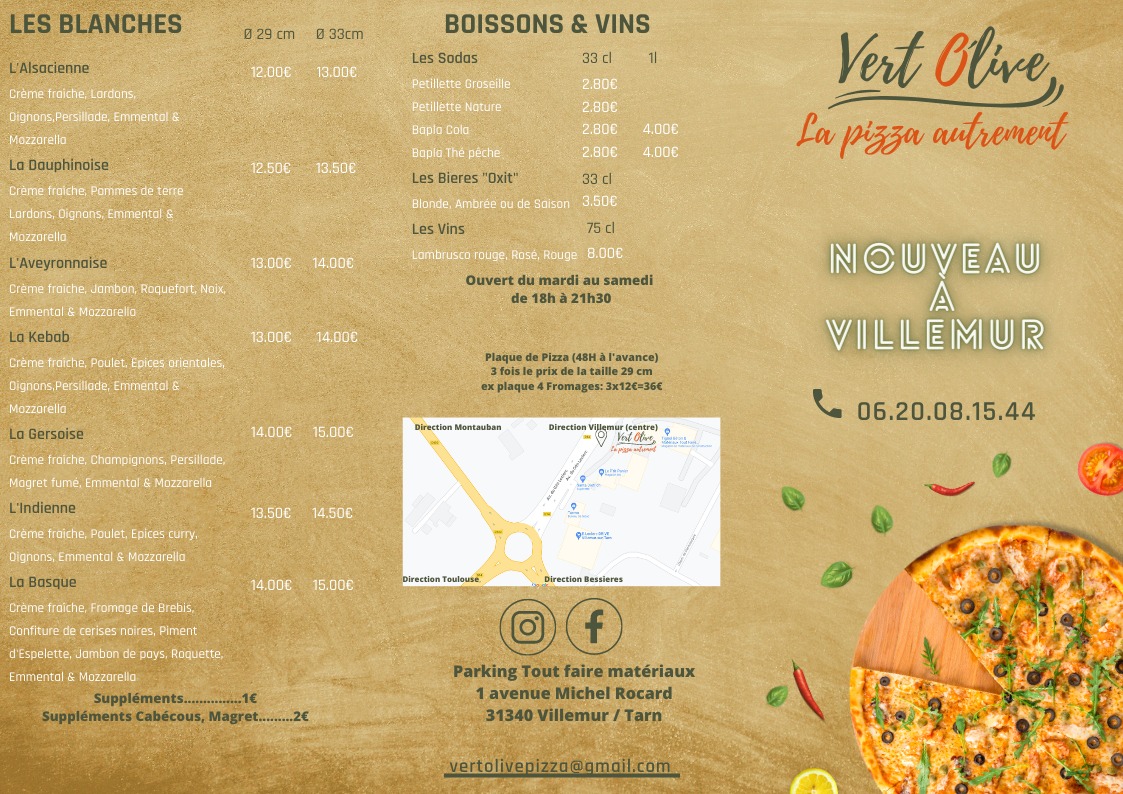 LES BLANCHES
Ø 29 cm Ø 33cm
L'Alsacienne 12.00€ 13.00€
Crème fraîche, Lardons,
Oignons,Persillade, Emmental &
Mozzarella
La Dauphinoise 12.50€ 13.50€
Crème fraîche, Pommes de terre
Lardons, Oignons, Emmental &
Mozzarella
L'Aveyronnaise 13.00€ 14.00€
Crème fraîche, Jambon, Roquefort, Noix,
Emmental & Mozzarella
La Kebab 13.00€ 14.00€
Crème fraîche, Poulet, Epices orientales,
Oignons,Persillade, Emmental &
Mozzarella
La Gersoise 14.00€ 15.00€
Crème fraîche, Champignons, Persillade,
Magret fumé, Emmental & Mozzarella
L'Indienne 13.50€ 14.50€
Crème fraîche, Poulet, Epices curry,
Oignons, Emmental & Mozzarella
La Basque 14.00€ 15.00€
Crème fraîche, Fromage de Brebis,
Confiture de cerises noires, Piment
d'Espelette, Jambon de pays, Roquette,
Emmental & Mozzarella
Suppléments...............1€
Suppléments Cabécous, Magret.........2€
BOISSONS & VINS
Les Sodas 33 cl 1l
Petillette Groseille 2.80€
Petillette Nature 2.80€
Bapla Cola 2.80€ 4.00€
Bapla Thé pêche 2.80€ 4.00€
Les Bieres "Oxit" 33 cl
Blonde, Ambrée ou de Saison 3.50€
Les Vins 75 cl
Lambrusco rouge, Rosé, Rouge 8.00€
Ouvert du mardi au samedi
de 18h à 21h30
Plaque de Pizza (48H à l'avance)
3 fois le prix de la taille 29 cm
ex plaque 4 Fromages: 3x12€=36€
Direction Montauban
Direction Villemur (centre)
Vert Olive
La pizza autrement
Direction Toulouse
Direction Bessieres
Parking Tout faire matériaux
1 avenue Michel Rocard
31340 Villemur / Tarn
vertolivepizza@gmail.com
Vert O'live
La pizza autrement
NOUVEAU
À
VILLEMUR
06.20.08.15.44